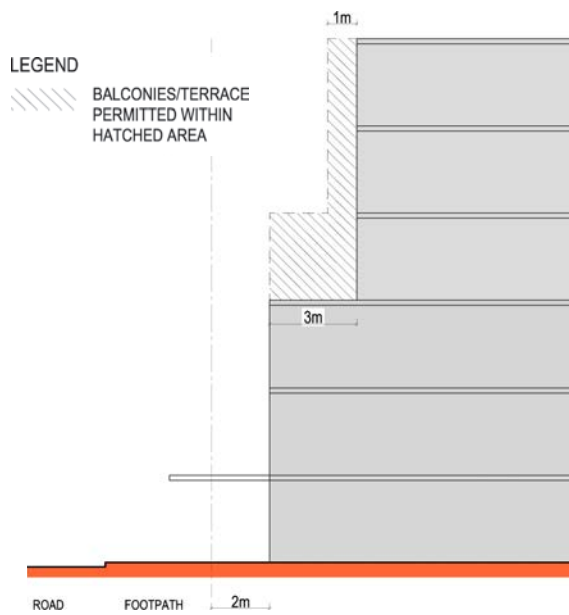 1m
LEGEND
BALCONIES/TERRACE
PERMITTED WITHIN
HATCHED AREA
3m
ROAD
FOOTPATH
2m